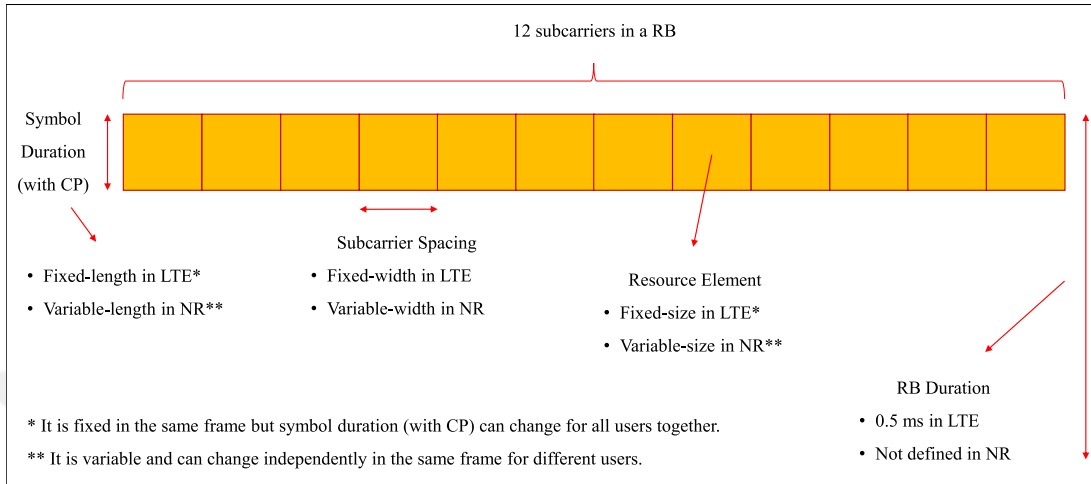 12 subcarriers in a RB
Symbol
Duration
(with CP)
• Fixed-length in LTE*
• Variable-length in NR**
Subcarrier Spacing
• Fixed-width in LTE
• Variable-width in NR
Resource Element
• Fixed-size in LTE*
• Variable-size in NR**
RB Duration
• 0.5 ms in LTE
• Not defined in NR
* It is fixed in the same frame but symbol duration (with CP) can change for all users together.
** It is variable and can change independently in the same frame for different users.